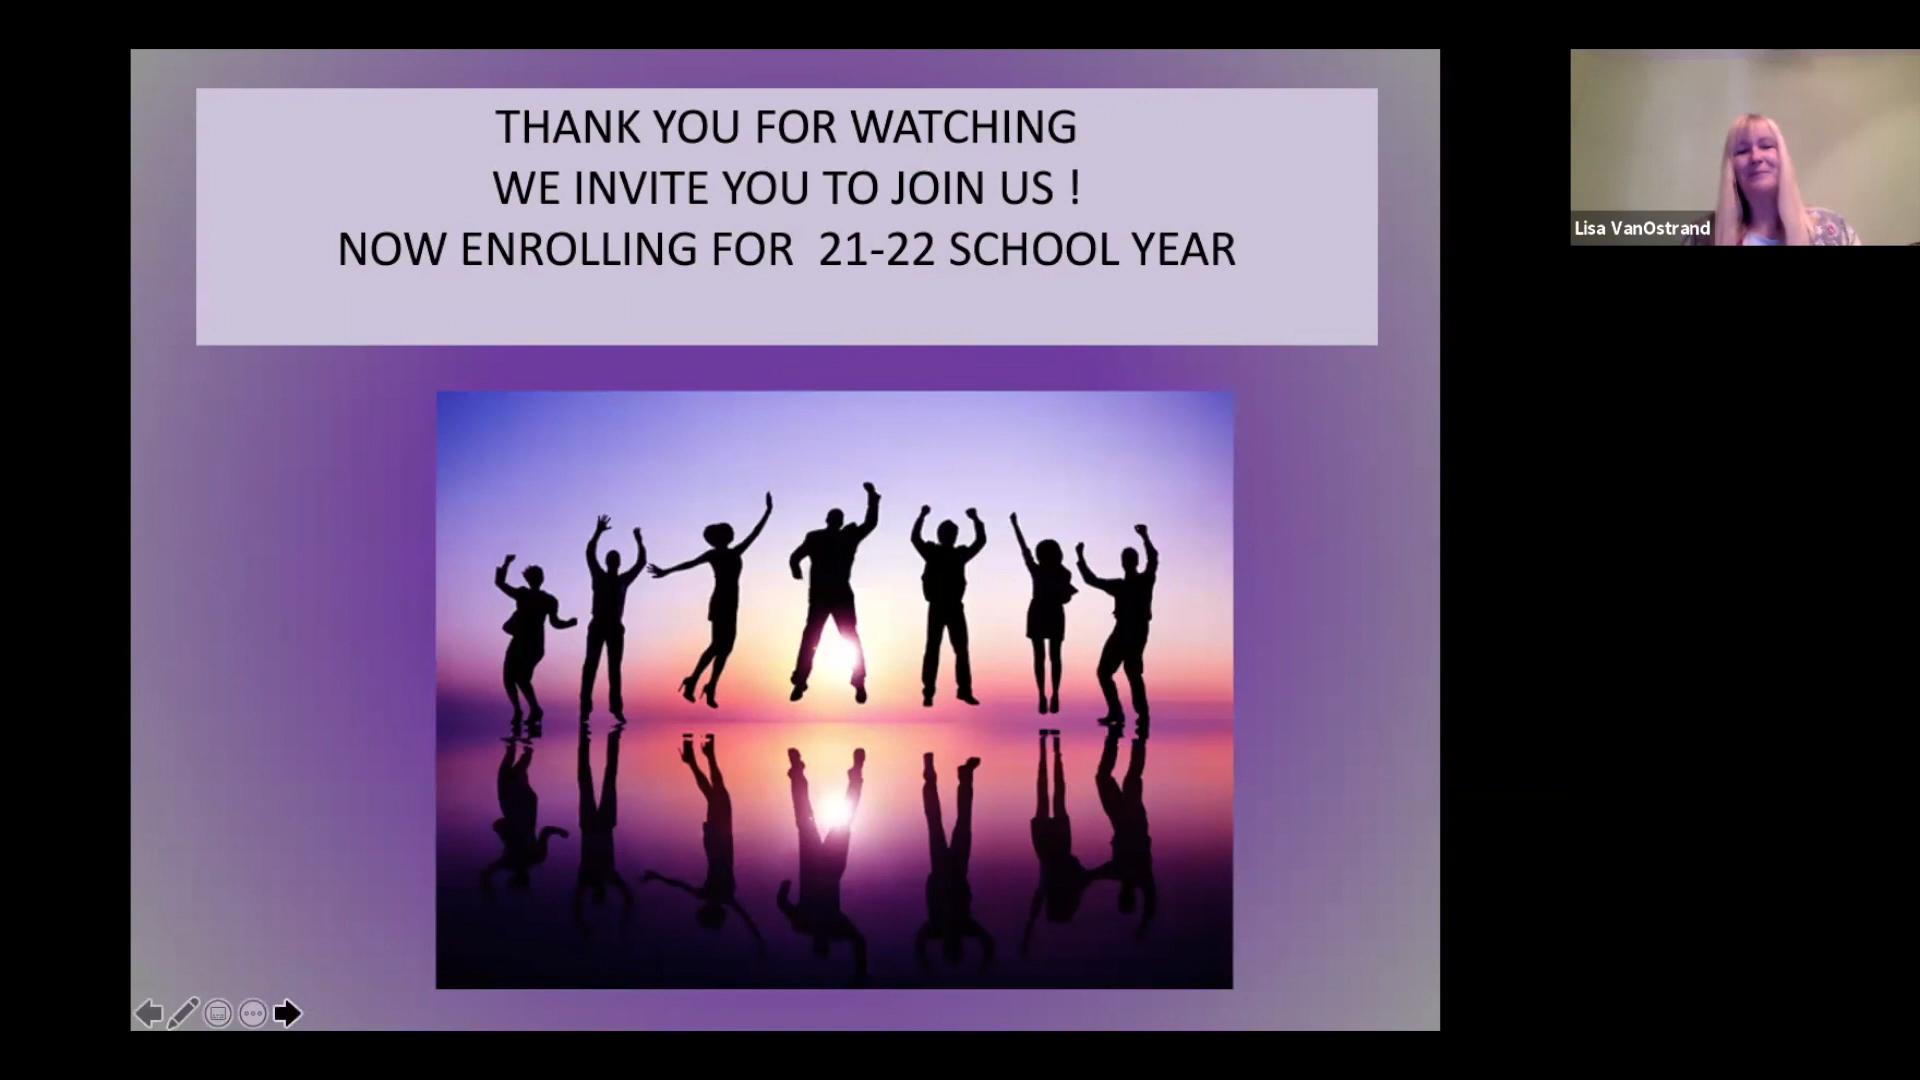 THANK YOU FOR WATCHING
WE INVITE YOU TO JOIN US !
NOW ENROLLING FOR  21-22 SCHOOL YEAR
Lisa VanOstrand